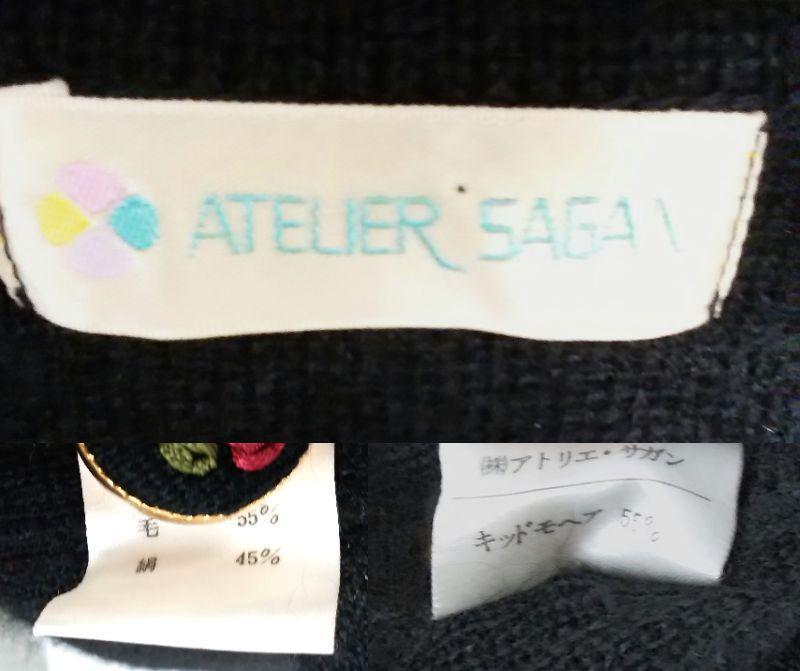 ATELIER SAGAN
毛 55%
絹 45%
㈱アトリエ・サガン
キッドモヘア 55%